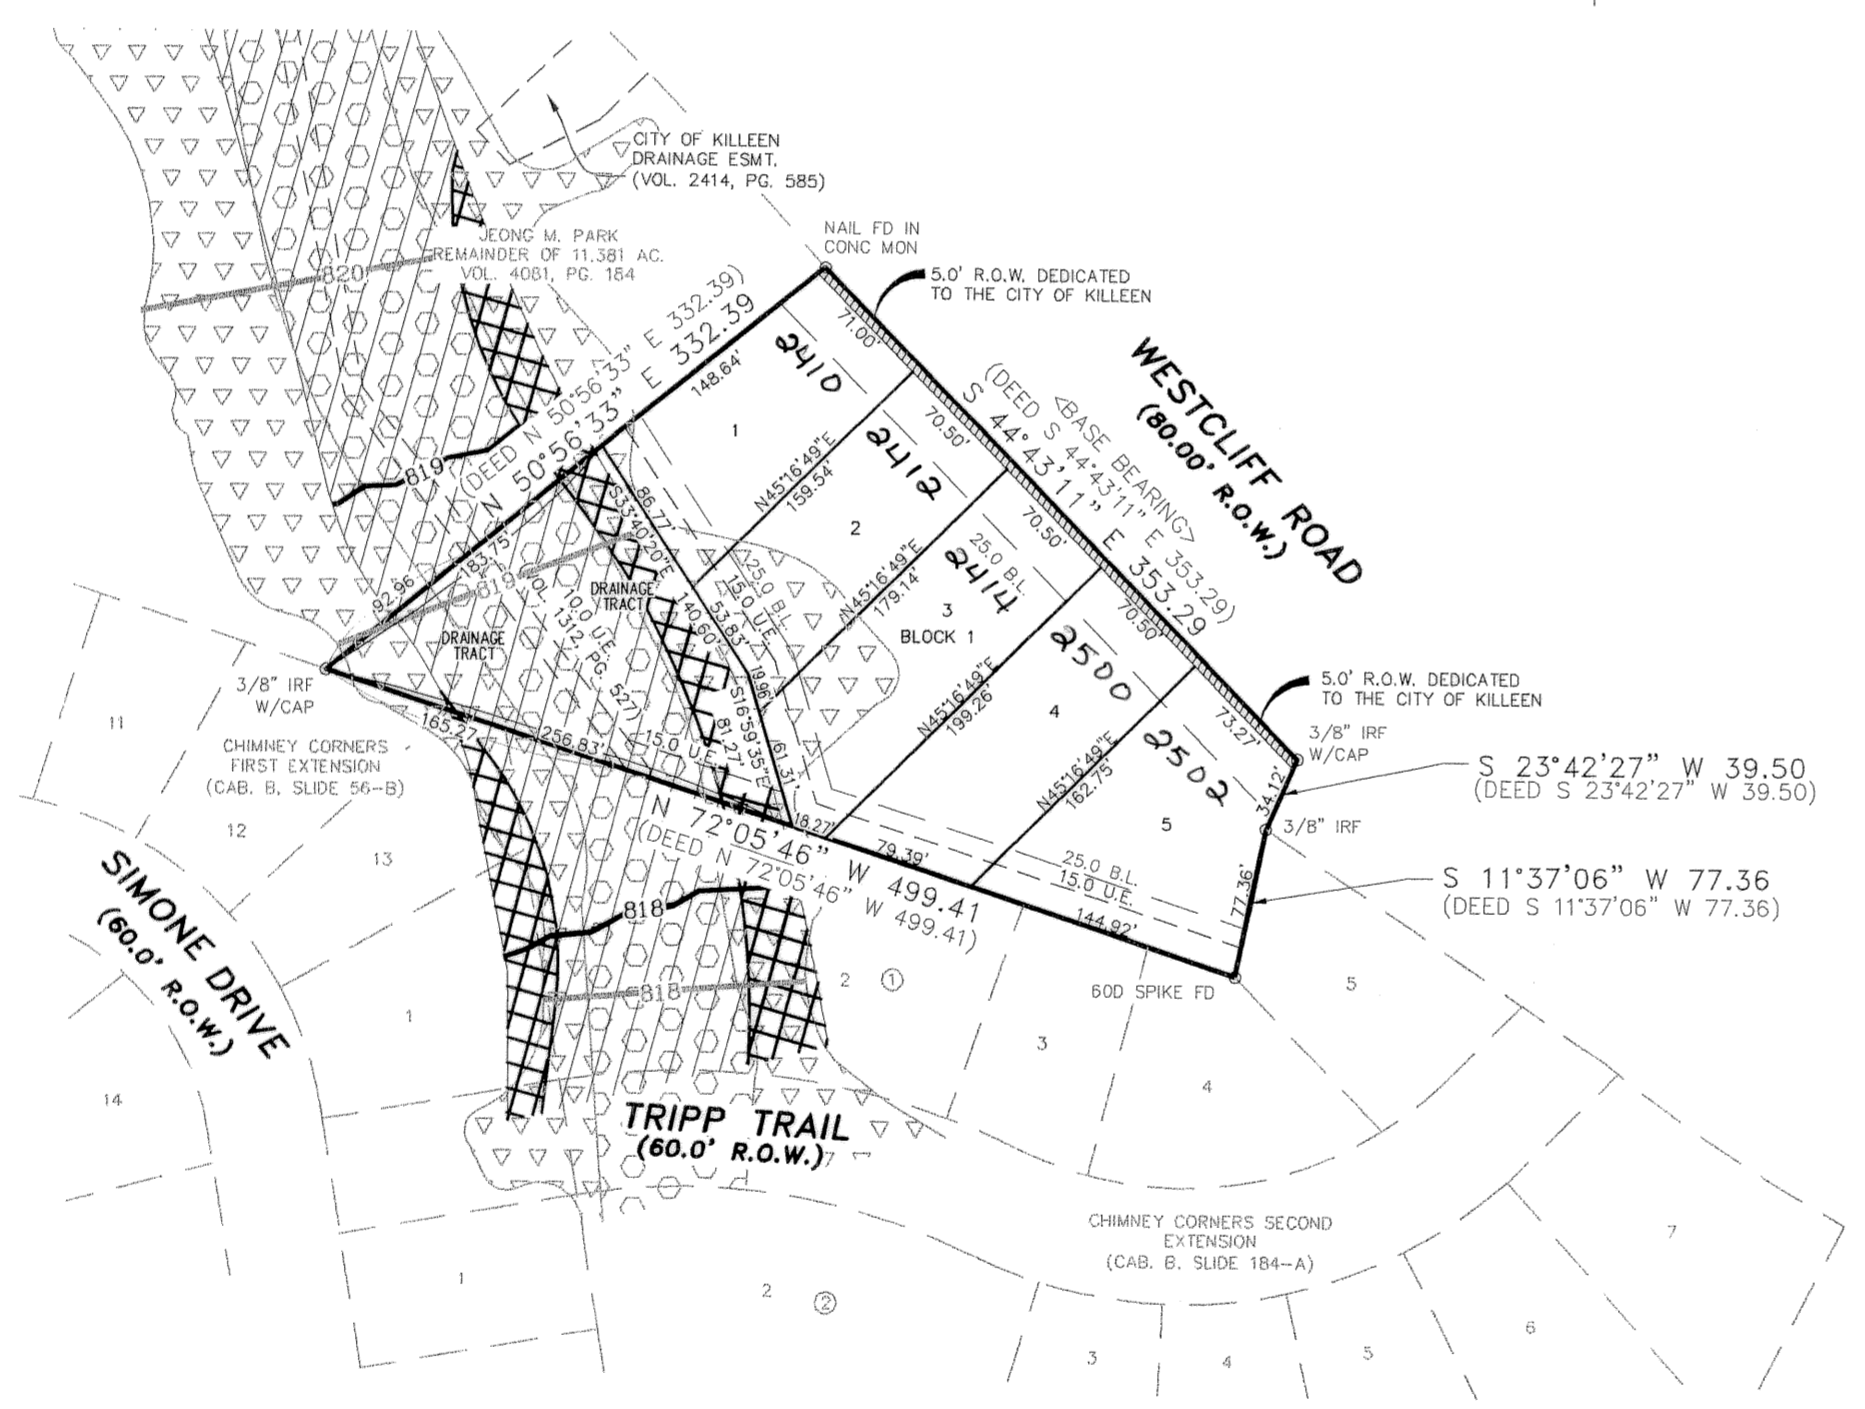 CITY OF KILLEEN
DRAINAGE ESMT.
(VOL. 2414, PG. 585)
JEONG M. PARK
REMAINDER OF 11.381 AC.
VOL. 4081, PG. 184
820
NAIL FD IN
CONC MON
5.0' R.O.W. DEDICATED
TO THE CITY OF KILLEEN
WESTCLIFF ROAD
(80.00' R.O.W.)
<BASE BEARING>
(DEED S 44°43'11" E 353.29)
S 44°43'11" E 353.29
(DEED N 50°56'33" E 332.39)
N 50°56'33" E 332.39
148.64'
71.00'
70.50'
70.50'
70.50'
73.27'
2410
2412
2414
2500
2502
1
2
3
BLOCK 1
4
5
N45°16'49"E
159.54'
N45°16'49"E
179.14'
N45°16'49"E
199.26'
N45°16'49"E
162.75'
25.0 B.L.
25.0 B.L.
15.0 U.E.
819
819
92.96
183.75'
86.77'
S33°40'20"E
140.60'
53.83'
19.96'
S16°59'35"E
81.27'
61.31'
DRAINAGE
TRACT
DRAINAGE
TRACT
10.0 U.E.
(VOL. 1312, PG. 527)
15.0 U.E.
3/8" IRF
W/CAP
165.27
256.83'
18.27'
79.39'
144.92'
N 72°05'46" W 499.41
(DEED N 72°05'46" W 499.41)
25.0 B.L.
15.0 U.E.
5.0' R.O.W. DEDICATED
TO THE CITY OF KILLEEN
3/8" IRF
W/CAP
34.12'
S 23°42'27" W 39.50
(DEED S 23°42'27" W 39.50)
3/8" IRF
77.36'
S 11°37'06" W 77.36
(DEED S 11°37'06" W 77.36)
60D SPIKE FD
11
CHIMNEY CORNERS
FIRST EXTENSION
(CAB. B, SLIDE 56-B)
12
13
SIMONE DRIVE
(60.0' R.O.W.)
14
1
818
818
2
1
3
4
5
TRIPP TRAIL
(60.0' R.O.W.)
CHIMNEY CORNERS SECOND
EXTENSION
(CAB. B, SLIDE 184-A)
1
2
2
3
4
5
6
7